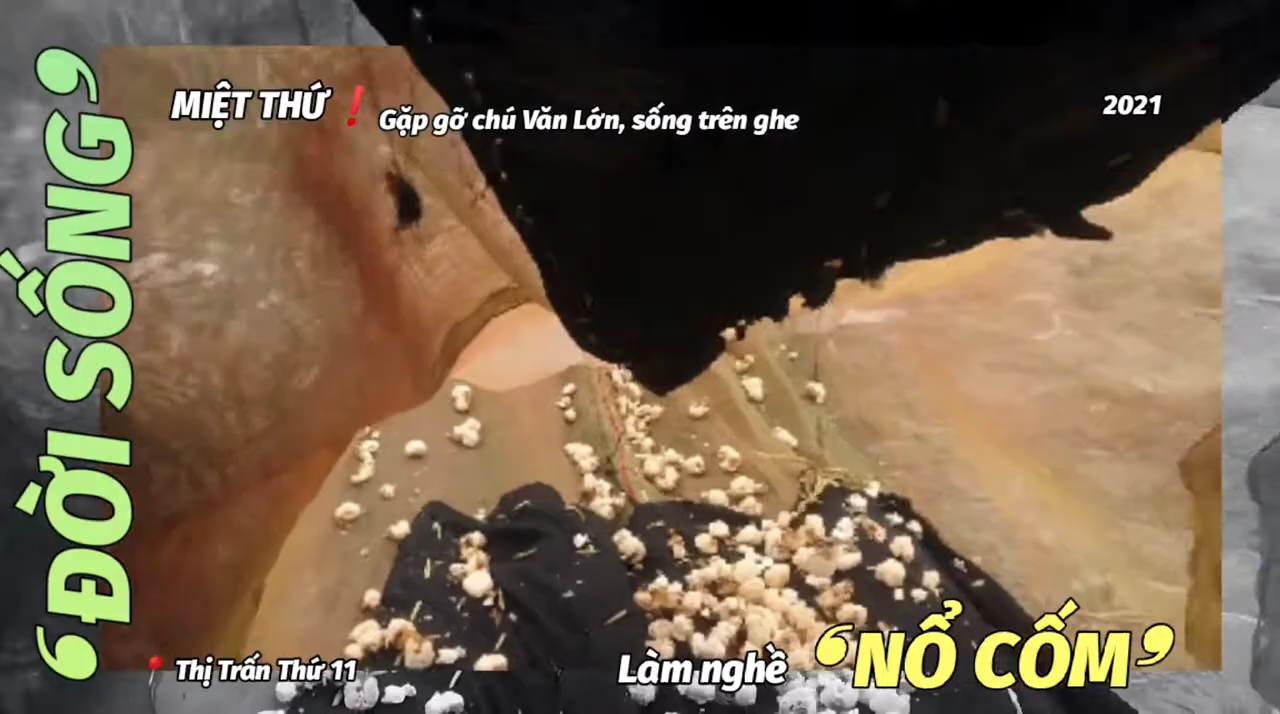 ‘ĐỜI SỐNG’
MIỆT THỨ❗
Gặp gỡ chú Văn Lớn, sống trên ghe
2021
📍 Thị Trấn Thứ 11
Làm nghề ‘NỔ CỐM’